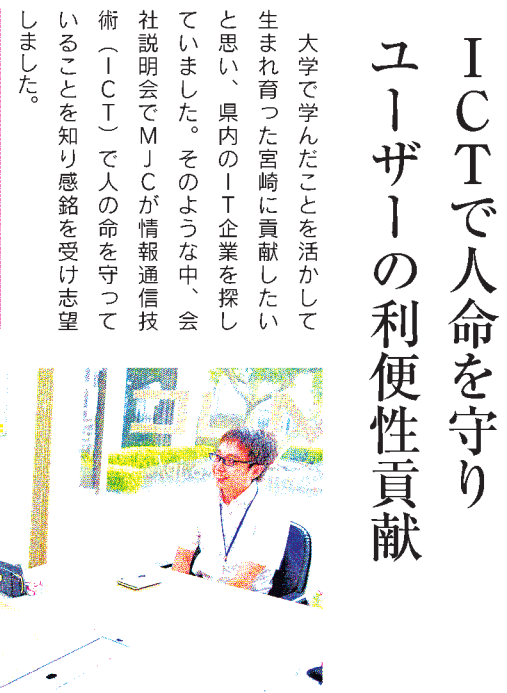 ICTで人命を守り
ユーザーの利便性貢献
大学で学んだことを活かして
生まれ育った宮崎に貢献したい
と思い、県内のIT企業を探し
ていました。そのような中、会
社説明会でMJCが情報通信技
術（ICT）で人の命を守って
いることを知り感銘を受け志望
しました。